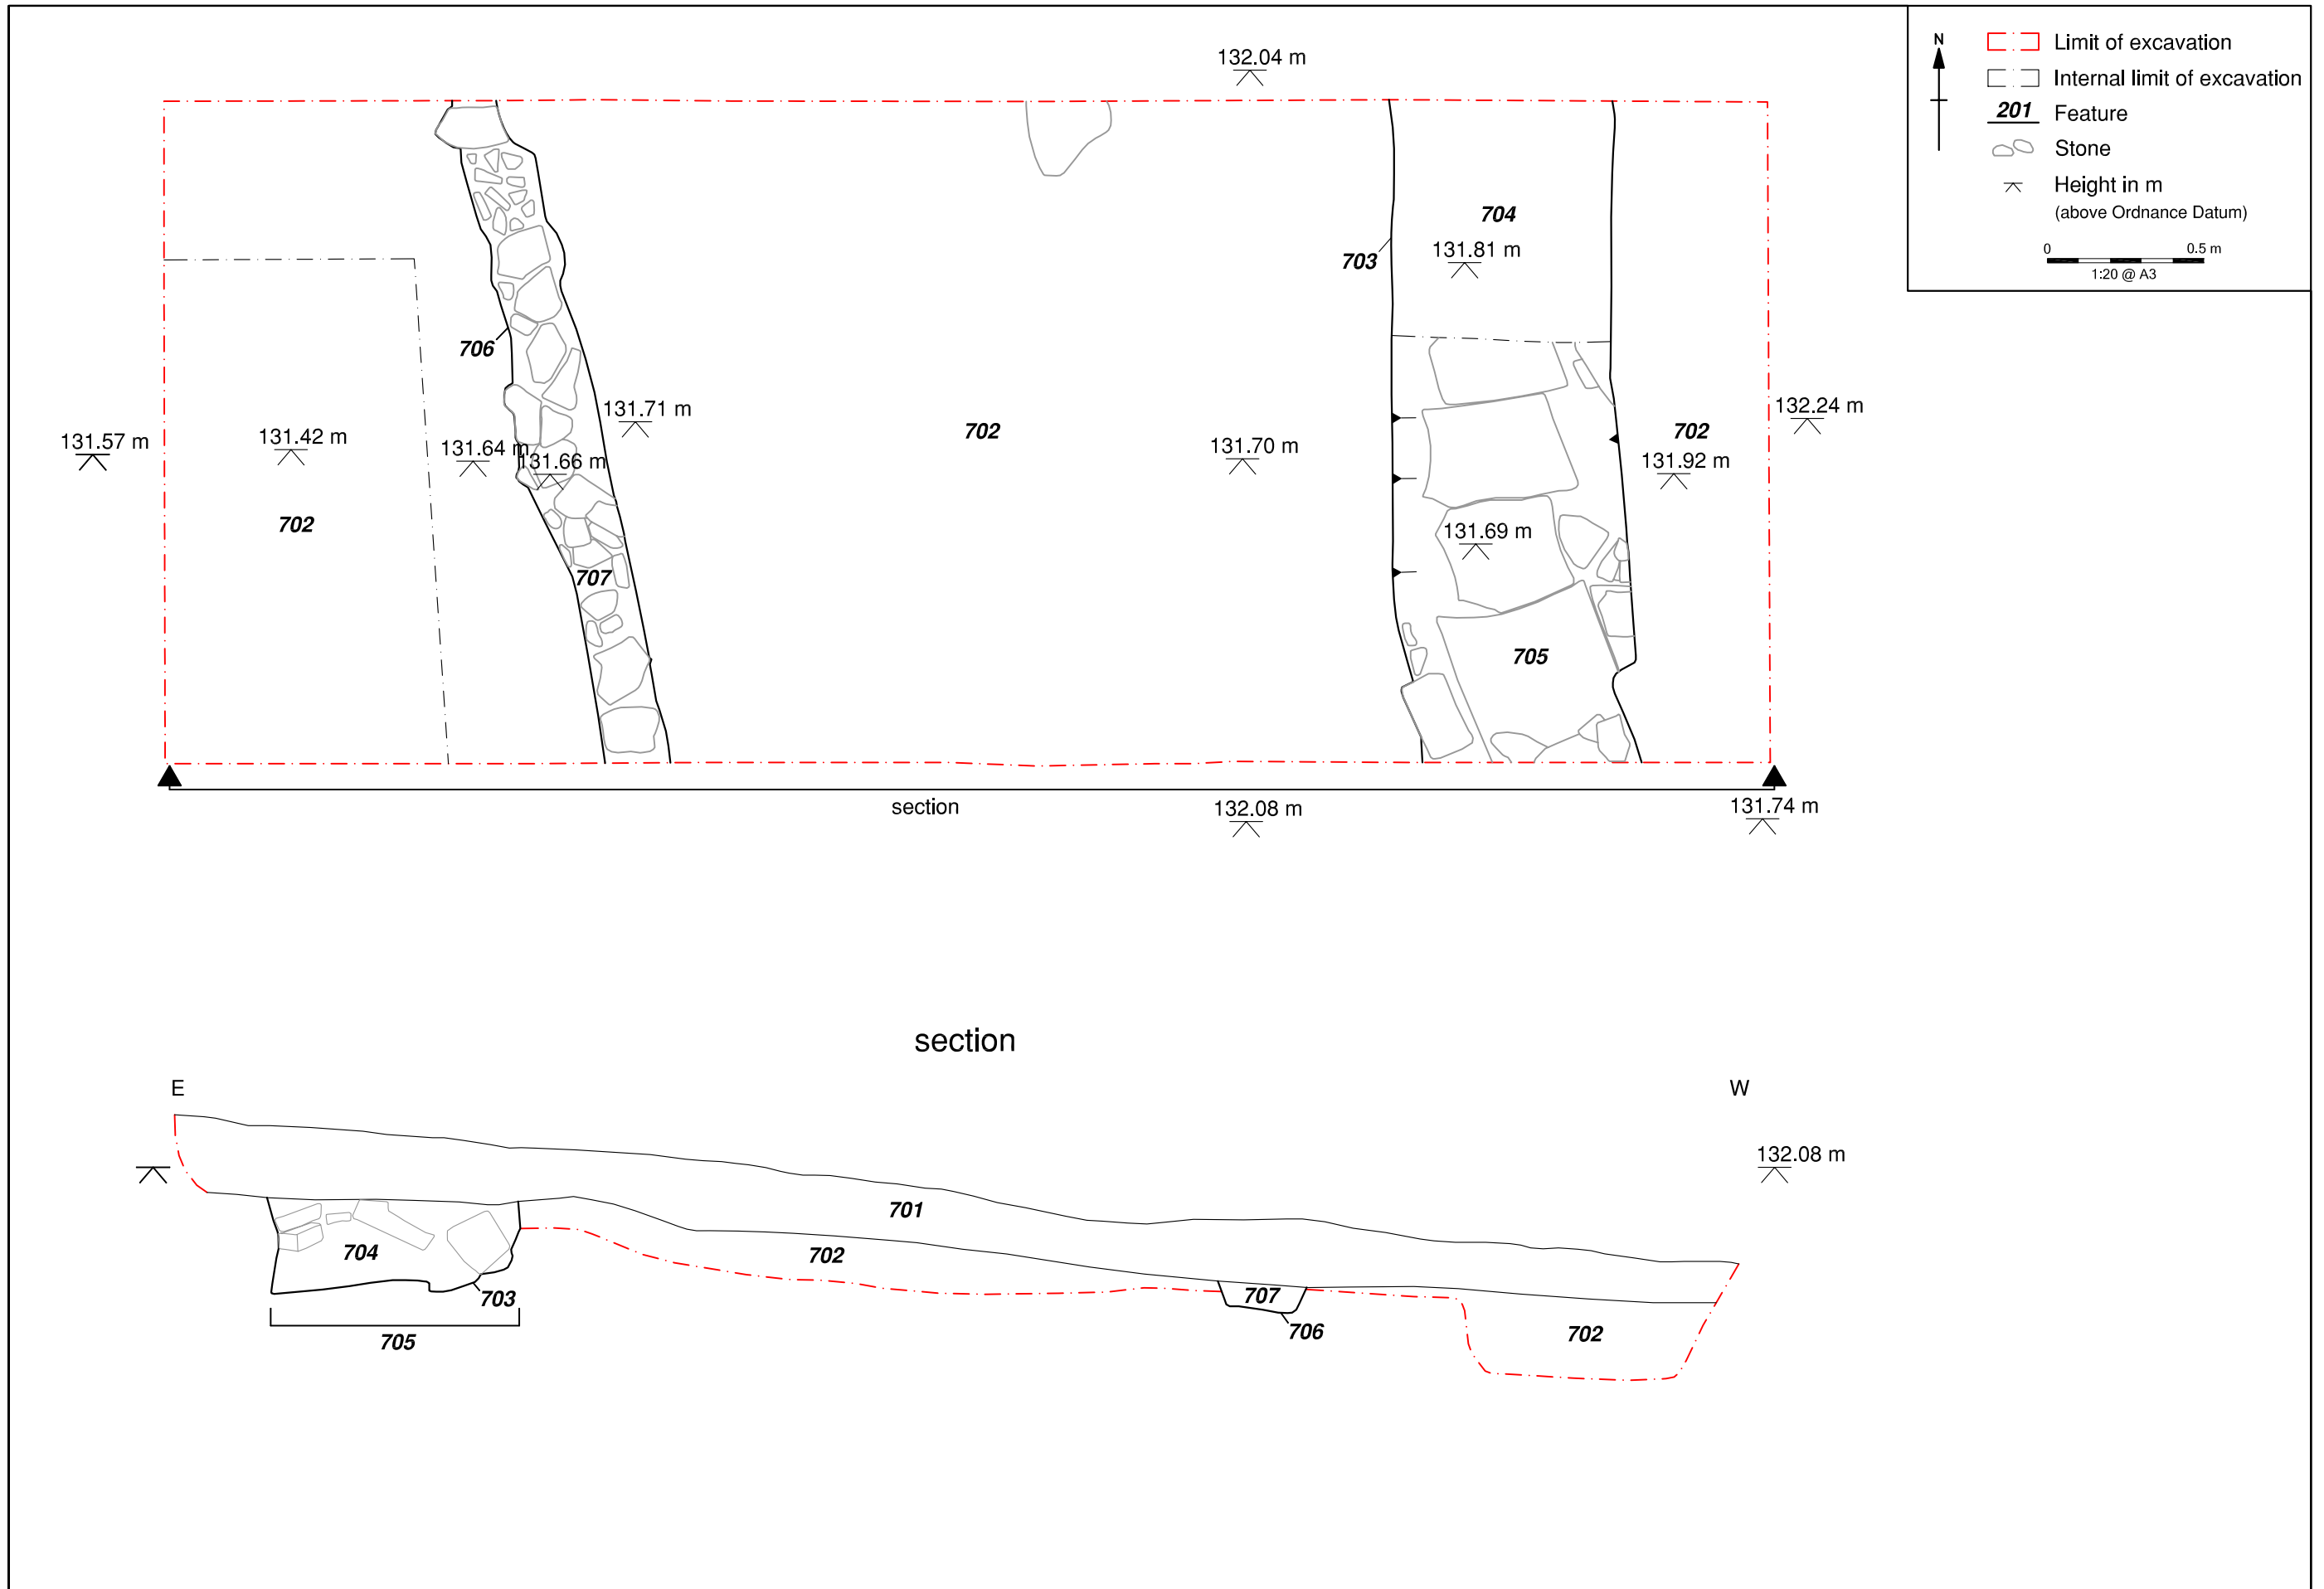 132.04 m
N
Limit of excavation
Internal limit of excavation
201 Feature
Stone
Height in m
(above Ordnance Datum)
0 0.5 m
1:20 @ A3
704
703
131.81 m
706
131.71 m
132.24 m
131.57 m
131.42 m
131.64 m
131.66 m
702
131.70 m
702
131.92 m
702
131.69 m
707
705
section
132.08 m
131.74 m
section
E
W
132.08 m
701
704
702
703
707
706
702
705